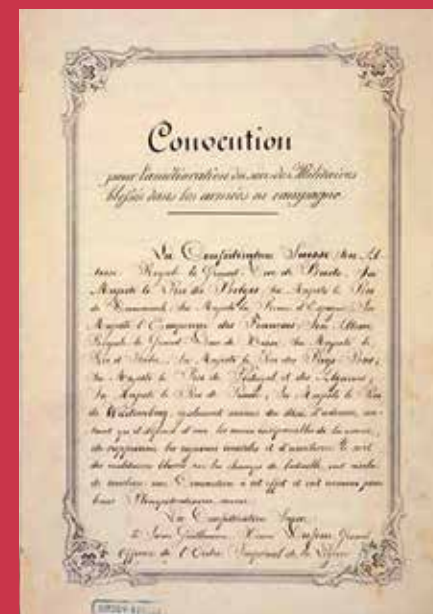 Convention
pour l'amélioration du sort des Militaires
blessés dans les armées en campagne
La Confédération Suisse, Son Al-
tesse Royale le Grand Duc de Bade, Sa
Majesté le Roi des Belges, Sa Majesté le Roi
de Danemark, Sa Majesté la Reine d'Espagne, Sa
Majesté l'Empereur des Français, Son Altesse
Royale le Grand Duc de Hesse, Sa Majesté le
Roi d'Italie, Sa Majesté le Roi des Pays-Bas,
Sa Majesté le Roi de Portugal et des Algarves,
Sa Majesté le Roi de Prusse, Sa Majesté le Roi
de Württemberg, également animés du désir d'adoucir, au-
tant qu'il dépend d'eux, les maux
de supprimer les rigueurs inutiles et d'améliorer le sort
des militaires blessés sur les champs de bataille, ont résolu
de conclure une Convention à cet effet et ont nommé pour
leurs Plénipotentiaires, savoir:
La Confédération Suisse
Guillaume Henri Dufour, Grand
Officier de l'Ordre Impérial de la Légion